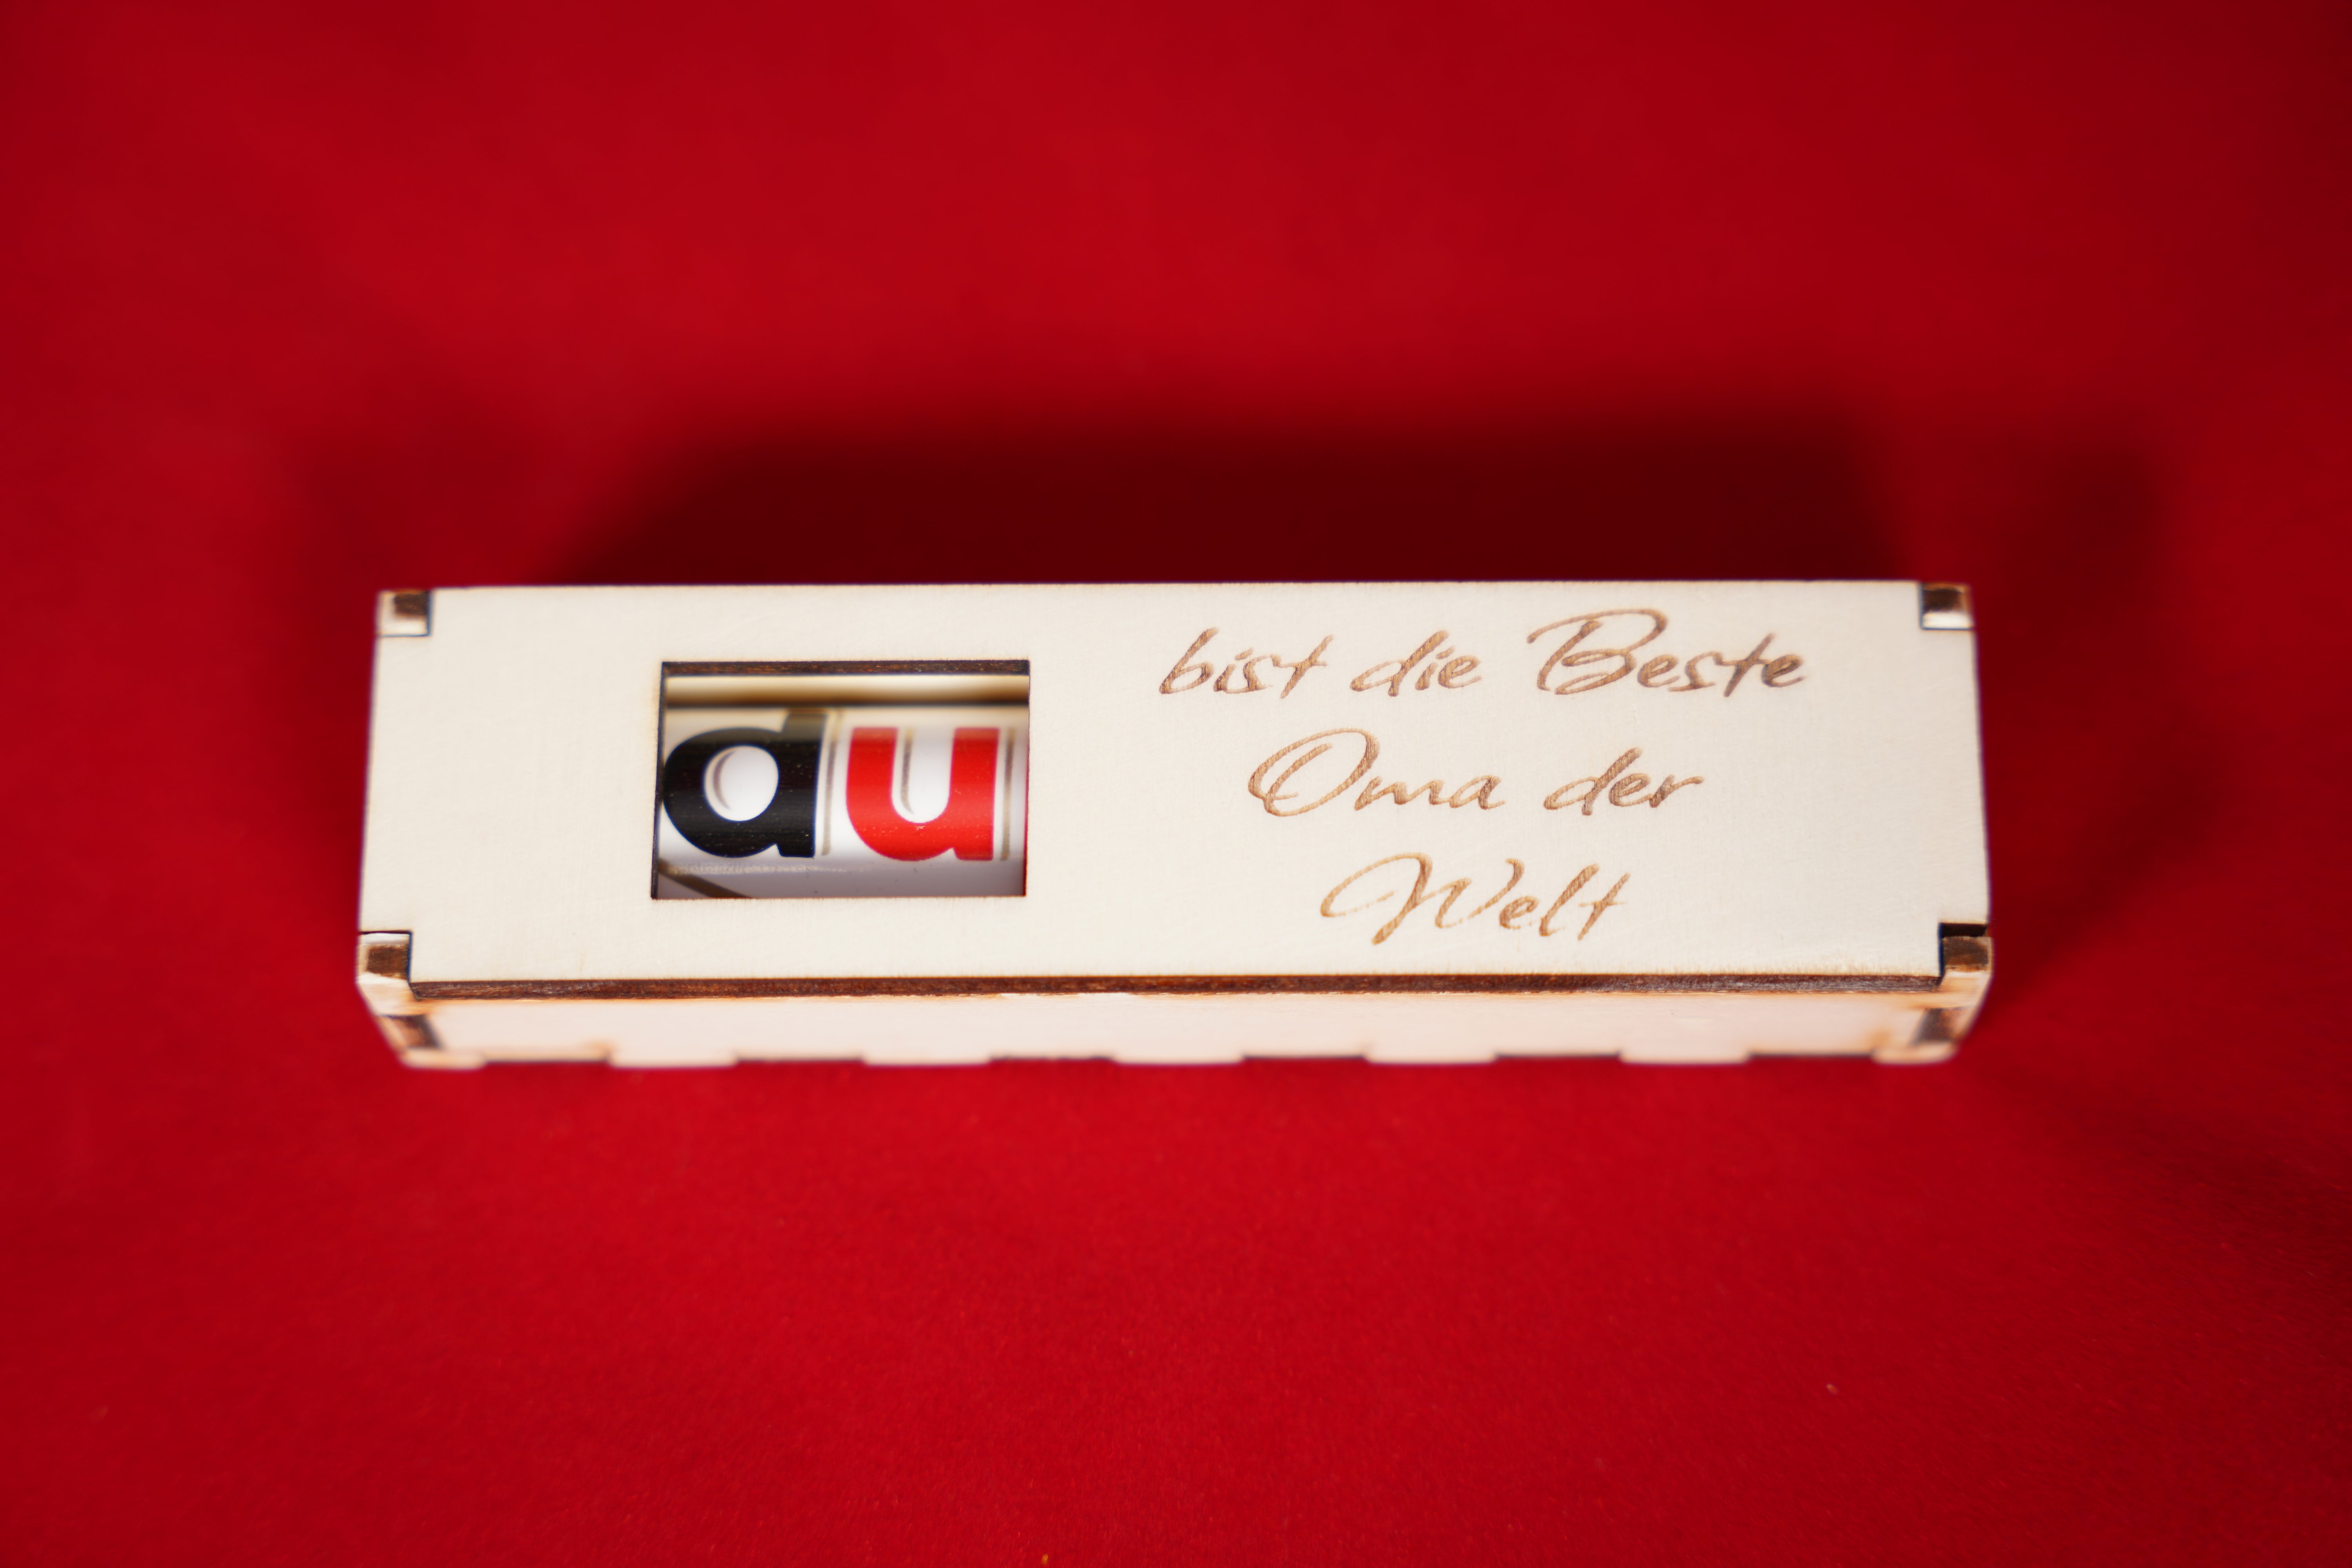 du
bist die Beste
Oma der
Welt